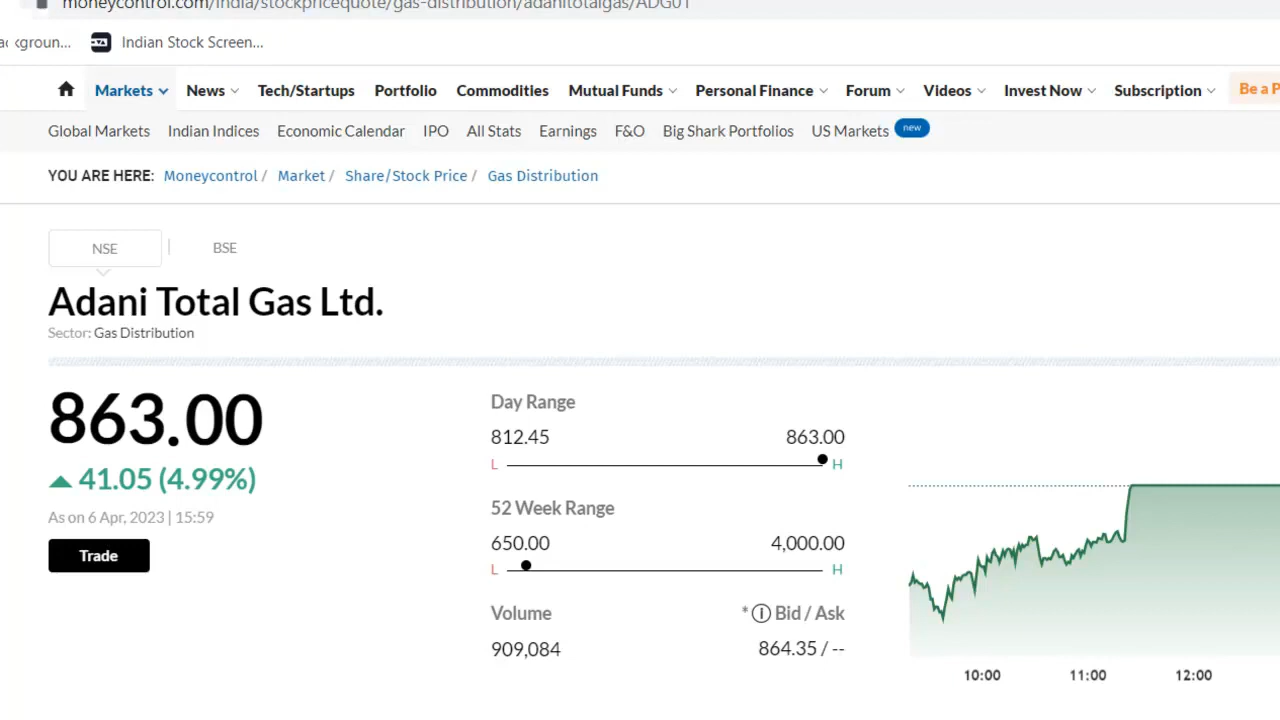 moneycontrol.com/india/stockpricequote/gas-distribution/adanitotalgas/ADG01
Indian Stock Screen...
Markets News Tech/Startups Portfolio Commodities Mutual Funds Personal Finance Forum Videos Invest Now Subscription Be a P
Global Markets Indian Indices Economic Calendar IPO All Stats Earnings F&O Big Shark Portfolios US Markets new
YOU ARE HERE: Moneycontrol / Market / Share/Stock Price / Gas Distribution
NSE | BSE
Adani Total Gas Ltd.
Sector: Gas Distribution
863.00
41.05 (4.99%)
As on 6 Apr, 2023 | 15:59
Trade
Day Range
812.45 863.00
L H
52 Week Range
650.00 4,000.00
L H
Volume * i Bid / Ask
909,084 864.35 / --
10:00 11:00 12:00